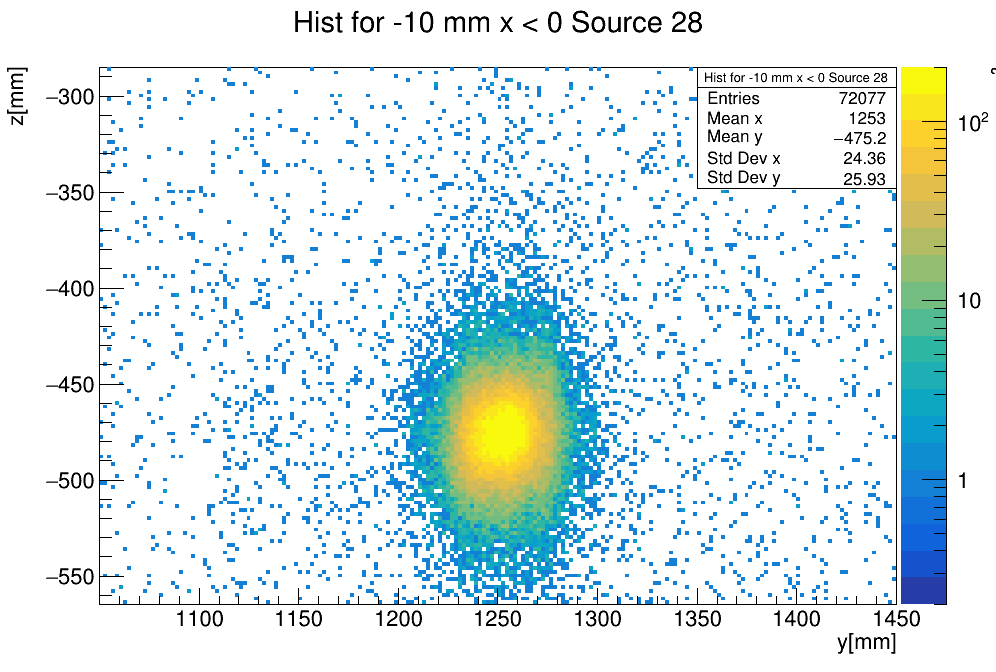 Hist for -10 mm x < 0 Source 28
z[mm]
Hist for -10 mm x < 0 Source 28
Entries 72077
Mean x 1253
Mean y −475.2
Std Dev x 24.36
Std Dev y 25.93
−300
−350
−400
−450
−500
−550
10²
10
1
1100 1150 1200 1250 1300 1350 1400 1450
y[mm]